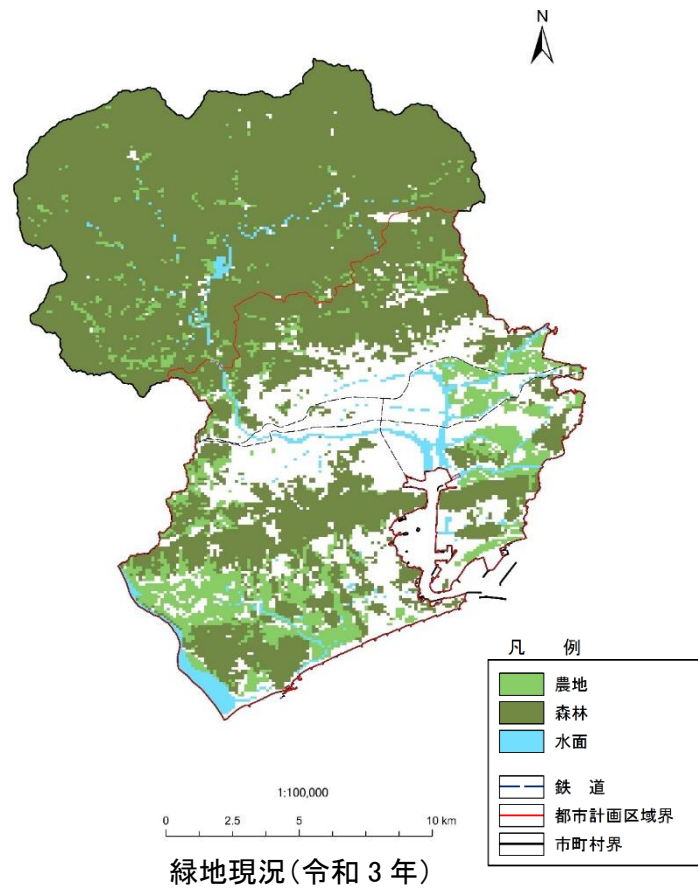 N
凡 例
農地
森林
水面
鉄 道
都市計画区域界
市町村界
1:100,000
0 2.5 5 10 km
緑地現況(令和3年)